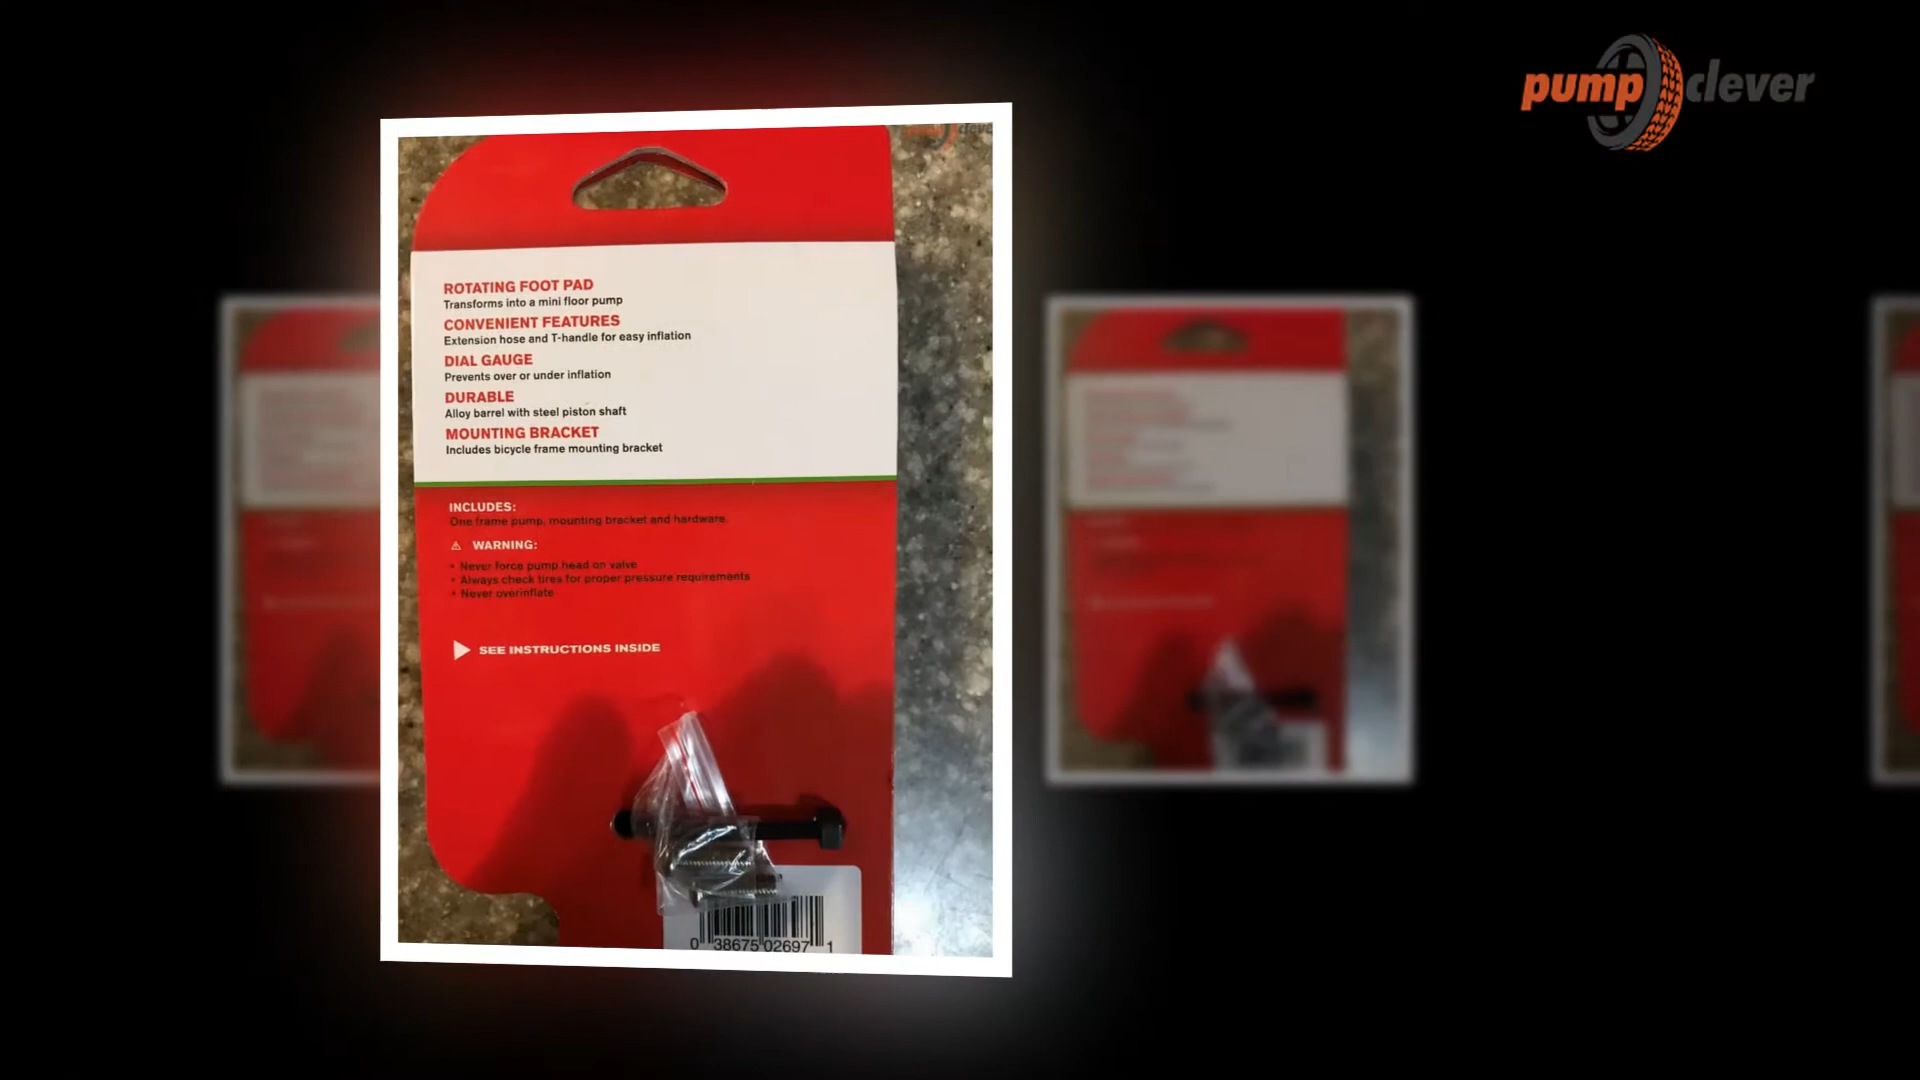 pump clever
ROTATING FOOT PAD
Transforms into a mini floor pump
CONVENIENT FEATURES
Extension hose and T-handle for easy inflation
DIAL GAUGE
Prevents over or under inflation
DURABLE
Alloy barrel with steel piston shaft
MOUNTING BRACKET
Includes bicycle frame mounting bracket
INCLUDES:
One frame pump, mounting bracket and hardware.
⚠ WARNING:
• Never force pump head on valve
• Always check tires for proper pressure requirements
• Never overinflate
▶ SEE INSTRUCTIONS INSIDE
0 38675 02697 1